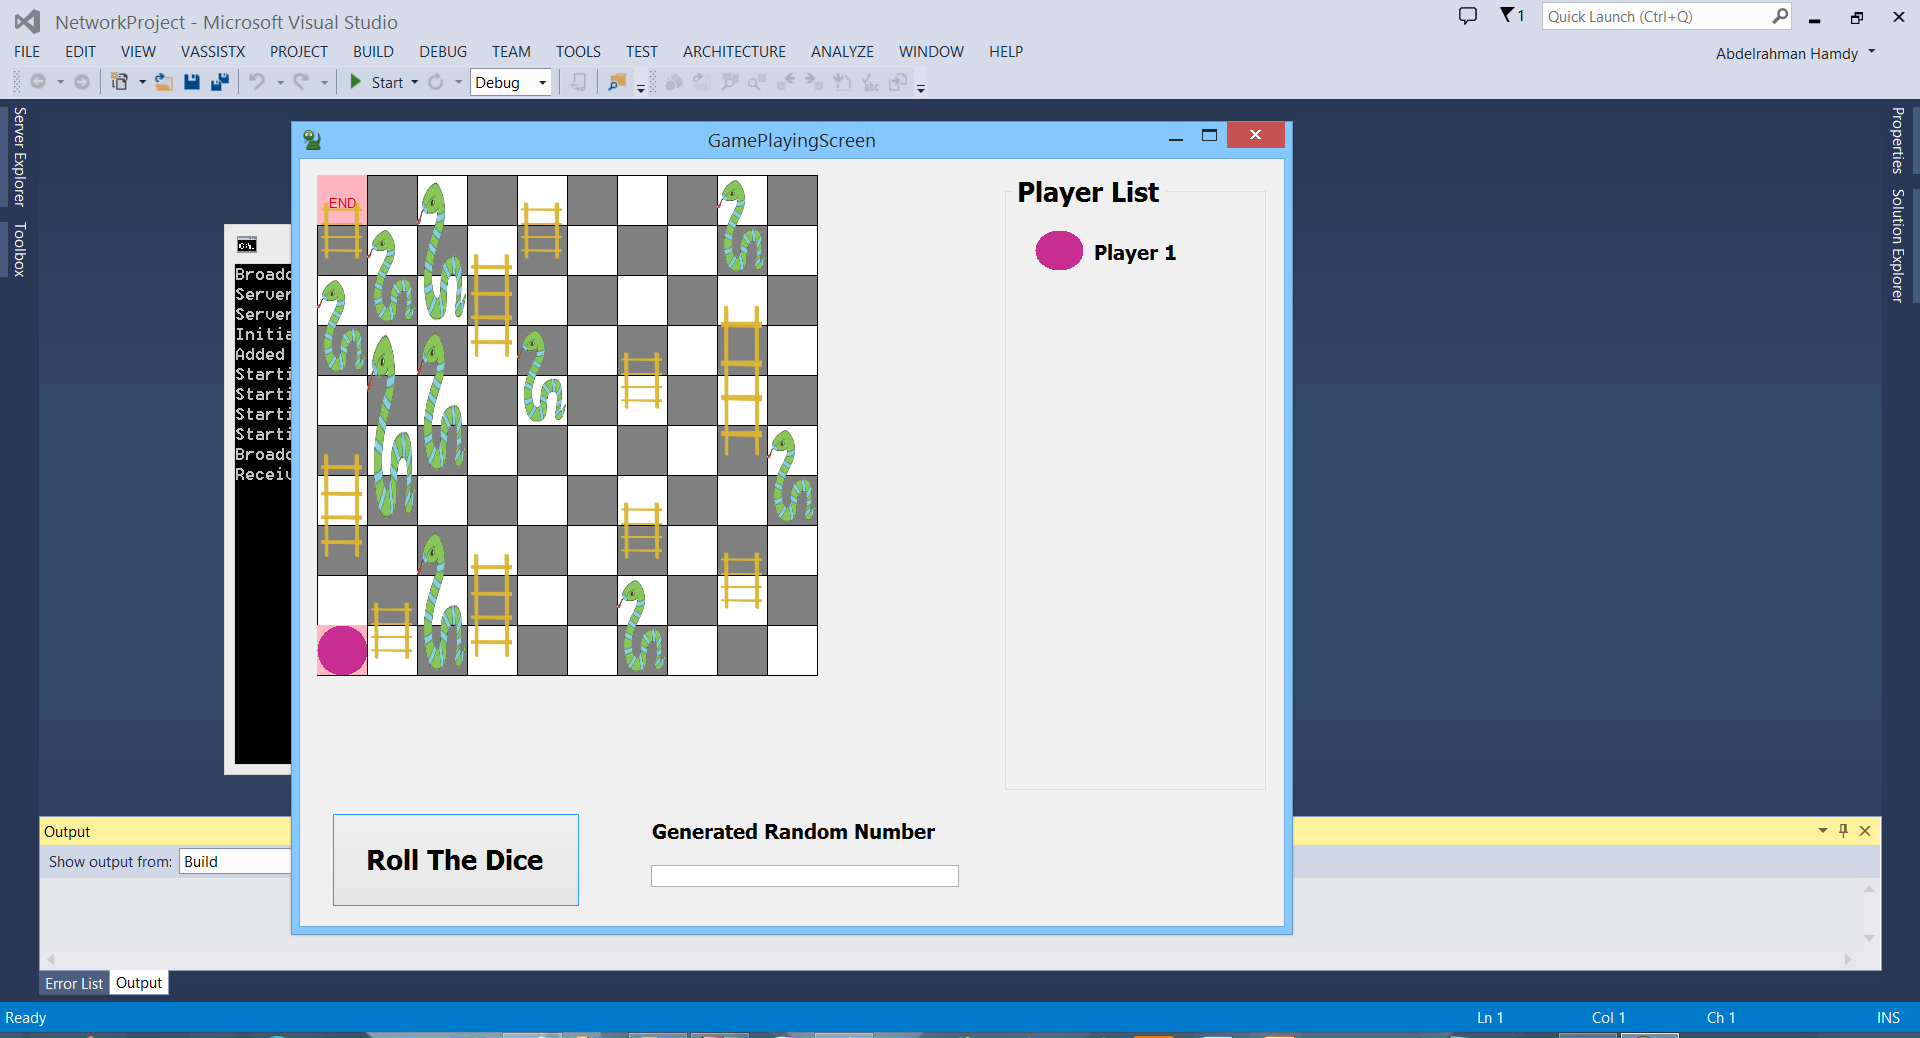 NetworkProject - Microsoft Visual Studio
1
Quick Launch (Ctrl+Q)
FILE EDIT VIEW VASSISTX PROJECT BUILD DEBUG TEAM TOOLS TEST ARCHITECTURE ANALYZE WINDOW HELP
Abdelrahman Hamdy
Start Debug
Server Explorer
Toolbox
Properties
Solution Explorer
GamePlayingScreen
END
Player List
Player 1
C:\.
Broadc
Server
Server
Initia
Added
Starti
Starti
Starti
Starti
Broadc
Receiv
Roll The Dice
Generated Random Number
Output
Show output from: Build
Error List Output
Ready Ln 1 Col 1 Ch 1 INS